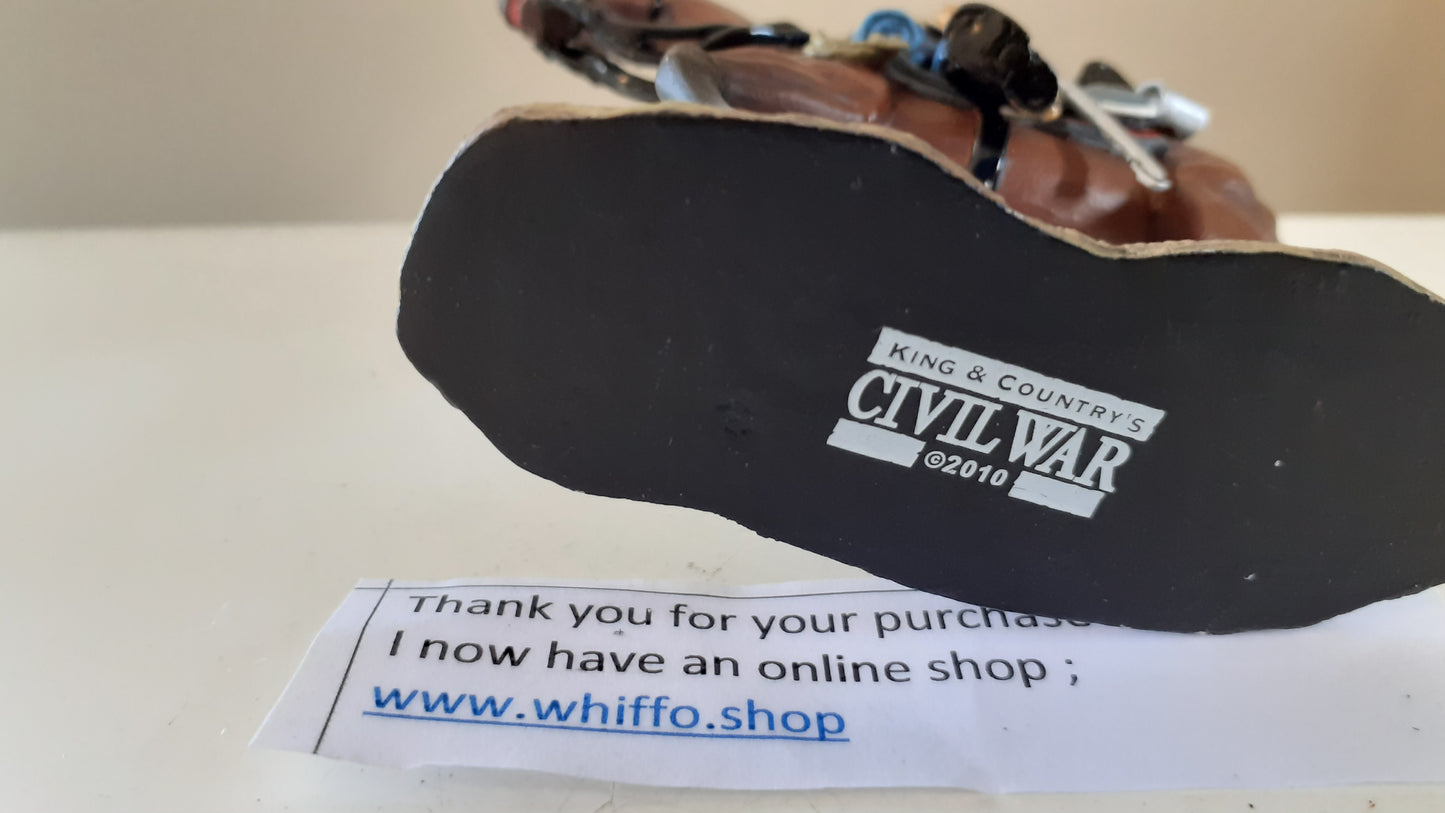 KING & COUNTRY'S
CIVIL WAR
©2010
Thank you for your purchase
I now have an online shop ;
www.whiffo.shop